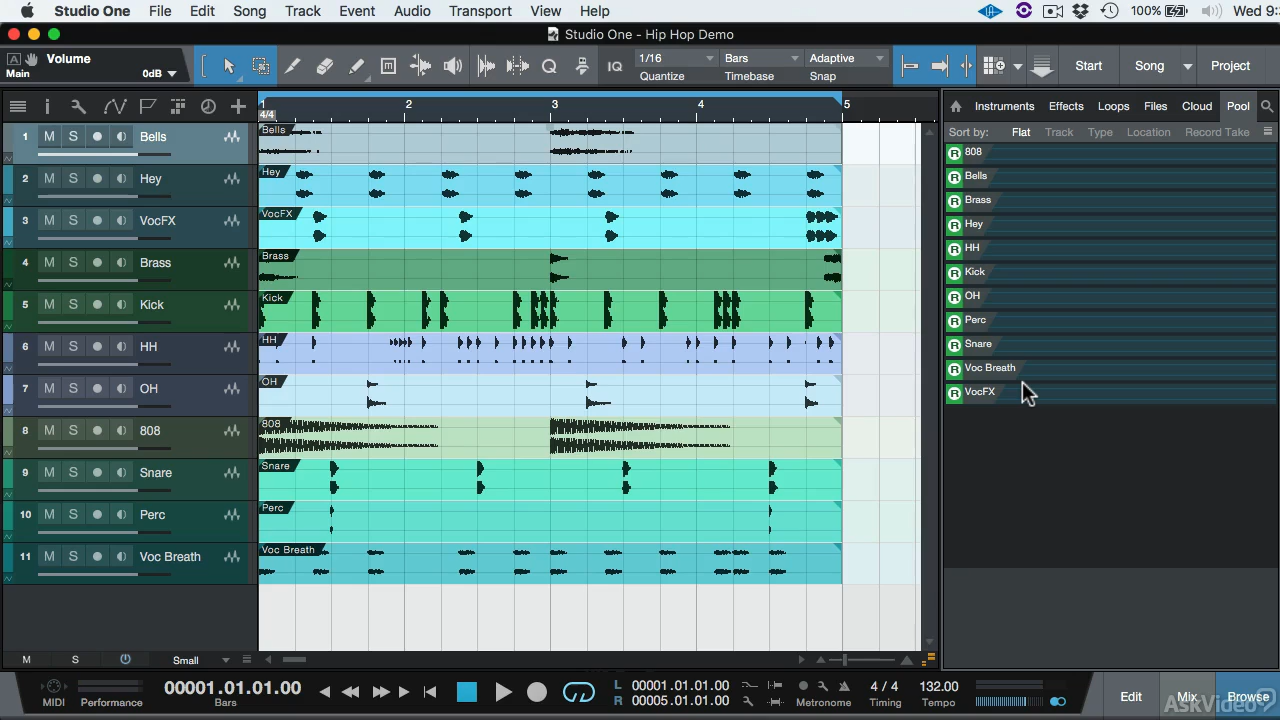 Studio One File Edit Song Track Event Audio Transport View Help 100% Wed 9:
Studio One - Hip Hop Demo
A Volume
Main 0dB
IQ 1/16 Bars Adaptive
Quantize Timebase Snap
Start Song Project
1 2 3 4 5
4/4
Instruments Effects Loops Files Cloud Pool
Sort by: Flat Track Type Location Record Take
1 M S Bells
2 M S Hey
3 M S VocFX
4 M S Brass
5 M S Kick
6 M S HH
7 M S OH
8 M S 808
9 M S Snare
10 M S Perc
11 M S Voc Breath
Bells
Hey
VocFX
Brass
Kick
HH
OH
808
Snare
Perc
Voc Breath
R 808
R Bells
R Brass
R Hey
R HH
R Kick
R OH
R Perc
R Snare
R Voc Breath
R VocFX
M S Small
MIDI Performance
00001.01.01.00
Bars
L 00001.01.01.00
R 00005.01.01.00
Metronome
4 / 4
Timing
132.00
Tempo
Edit Mix Browse
AskVideo